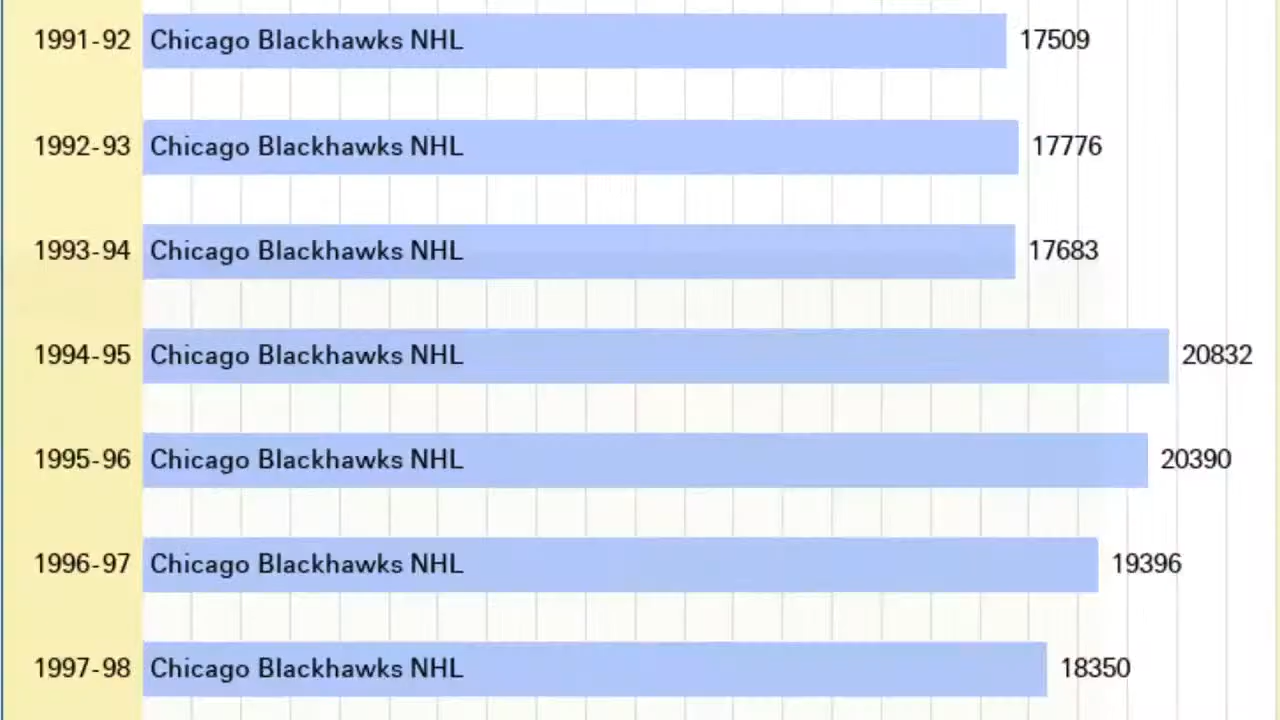 1991-92 Chicago Blackhawks NHL 17509
1992-93 Chicago Blackhawks NHL 17776
1993-94 Chicago Blackhawks NHL 17683
1994-95 Chicago Blackhawks NHL 20832
1995-96 Chicago Blackhawks NHL 20390
1996-97 Chicago Blackhawks NHL 19396
1997-98 Chicago Blackhawks NHL 18350